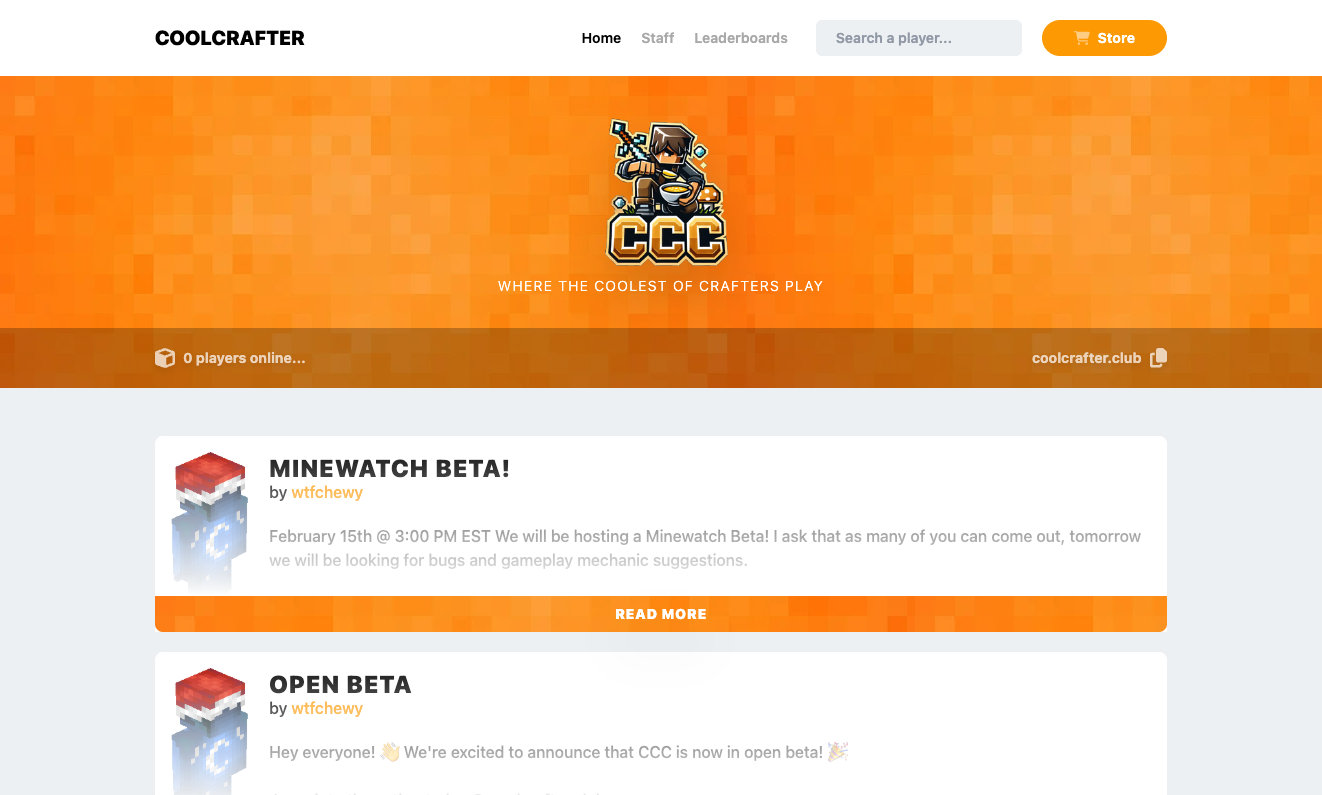 COOLCRAFTER
Home
Staff
Leaderboards
Search a player...
Store
CCC
WHERE THE COOLEST OF CRAFTERS PLAY
0 players online...
coolcrafter.club
MINEWATCH BETA!
by wtfchewy
February 15th @ 3:00 PM EST We will be hosting a Minewatch Beta! I ask that as many of you can come out, tomorrow
we will be looking for bugs and gameplay mechanic suggestions.
READ MORE
OPEN BETA
by wtfchewy
Hey everyone! 👋 We're excited to announce that CCC is now in open beta! 🎉